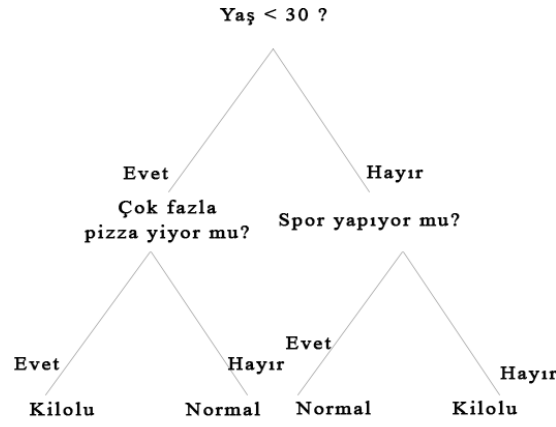 Yaş < 30 ?
Evet
Hayır
Çok fazla
pizza yiyor mu?
Spor yapıyor mu?
Evet
Hayır
Evet
Hayır
Kilolu
Normal
Normal
Kilolu